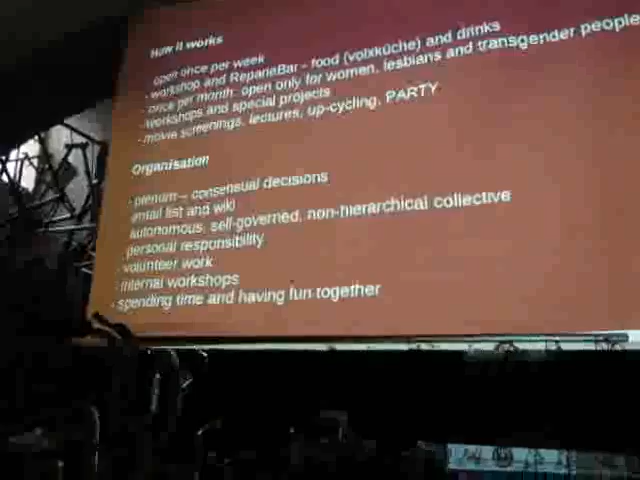 How it works
- open once per week
- workshop and RepaneBar - food (volxküche) and drinks
- once per month- open only for women, lesbians and transgender people
- workshops and special projects
- movie screenings, lectures, up-cycling, PARTY
Organisation
- plenum – consensual decisions
- email list and wiki
- autonomous, self-governed, non-hierarchical collective
- personal responsibility
- volunteer work
- internal workshops
- spending time and having fun together